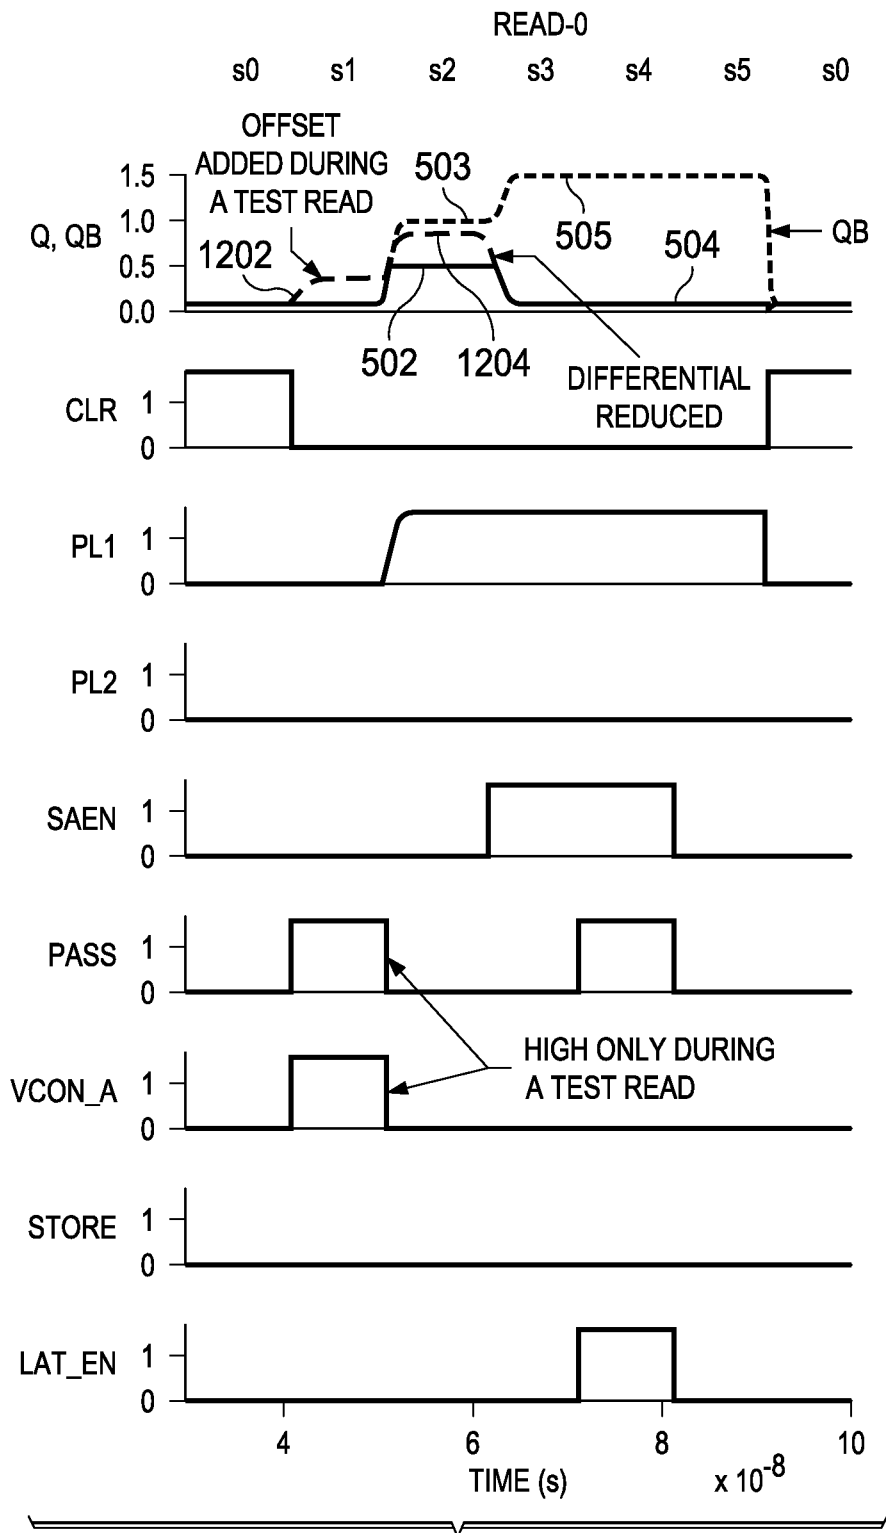 READ-0
s0 s1 s2 s3 s4 s5 s0
OFFSET
ADDED DURING
A TEST READ
503
1.5
1.0
0.5
0.0
Q, QB
1202
505
504
QB
502
1204
DIFFERENTIAL
REDUCED
CLR
1
0
PL1
1
0
PL2
1
0
SAEN
1
0
PASS
1
0
HIGH ONLY DURING
A TEST READ
VCON_A
1
0
STORE
1
0
LAT_EN
1
0
4 6 8 10
TIME (s) x 10-8